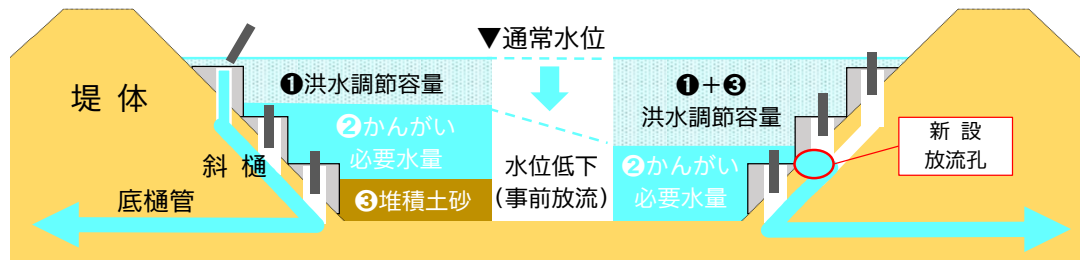 ▼通常水位
❶洪水調節容量
堤体
❷かんがい
必要水量
斜樋
❸堆積土砂
底樋管
水位低下
(事前放流)
❶+❸
洪水調節容量
❷かんがい
必要水量
新設
放流孔